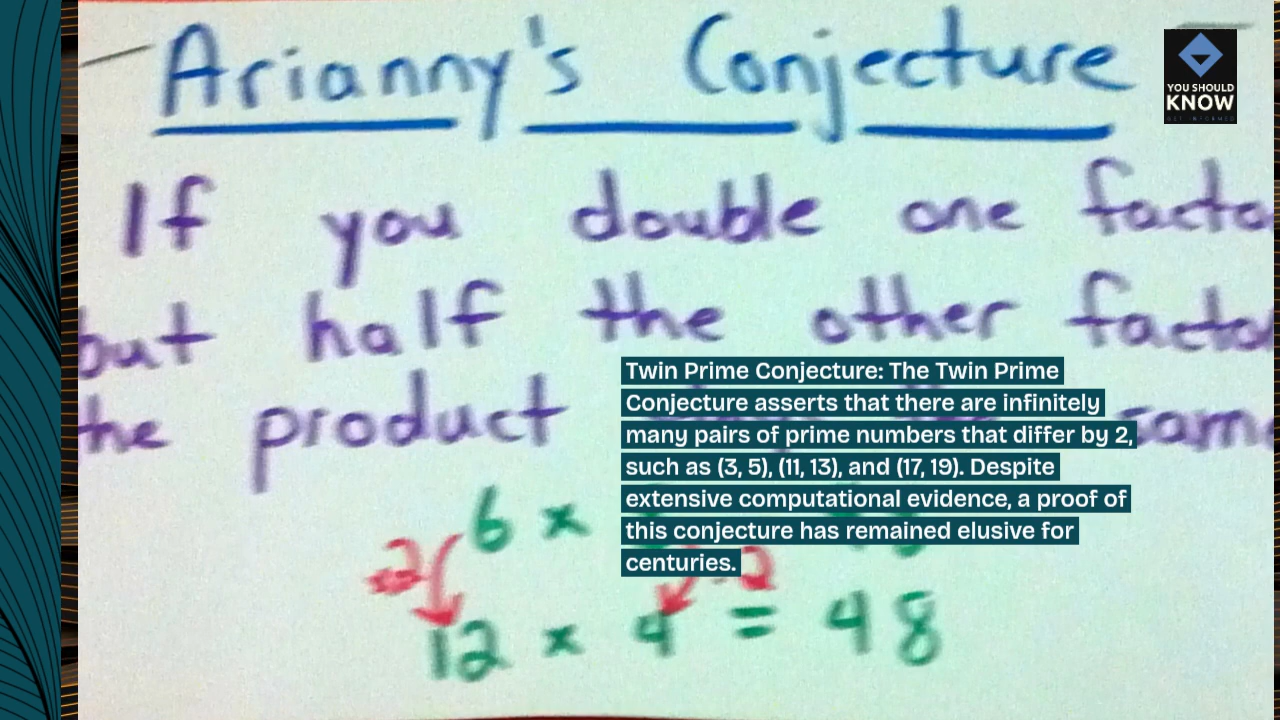 Arianny's Conjecture
YOU SHOULD
KNOW
GET INFORMED
If you double one facto
but half the other facto
the product same
Twin Prime Conjecture: The Twin Prime
Conjecture asserts that there are infinitely
many pairs of prime numbers that differ by 2,
such as (3, 5), (11, 13), and (17, 19). Despite
extensive computational evidence, a proof of
this conjecture has remained elusive for
centuries.
6 x
12 x 4 = 48